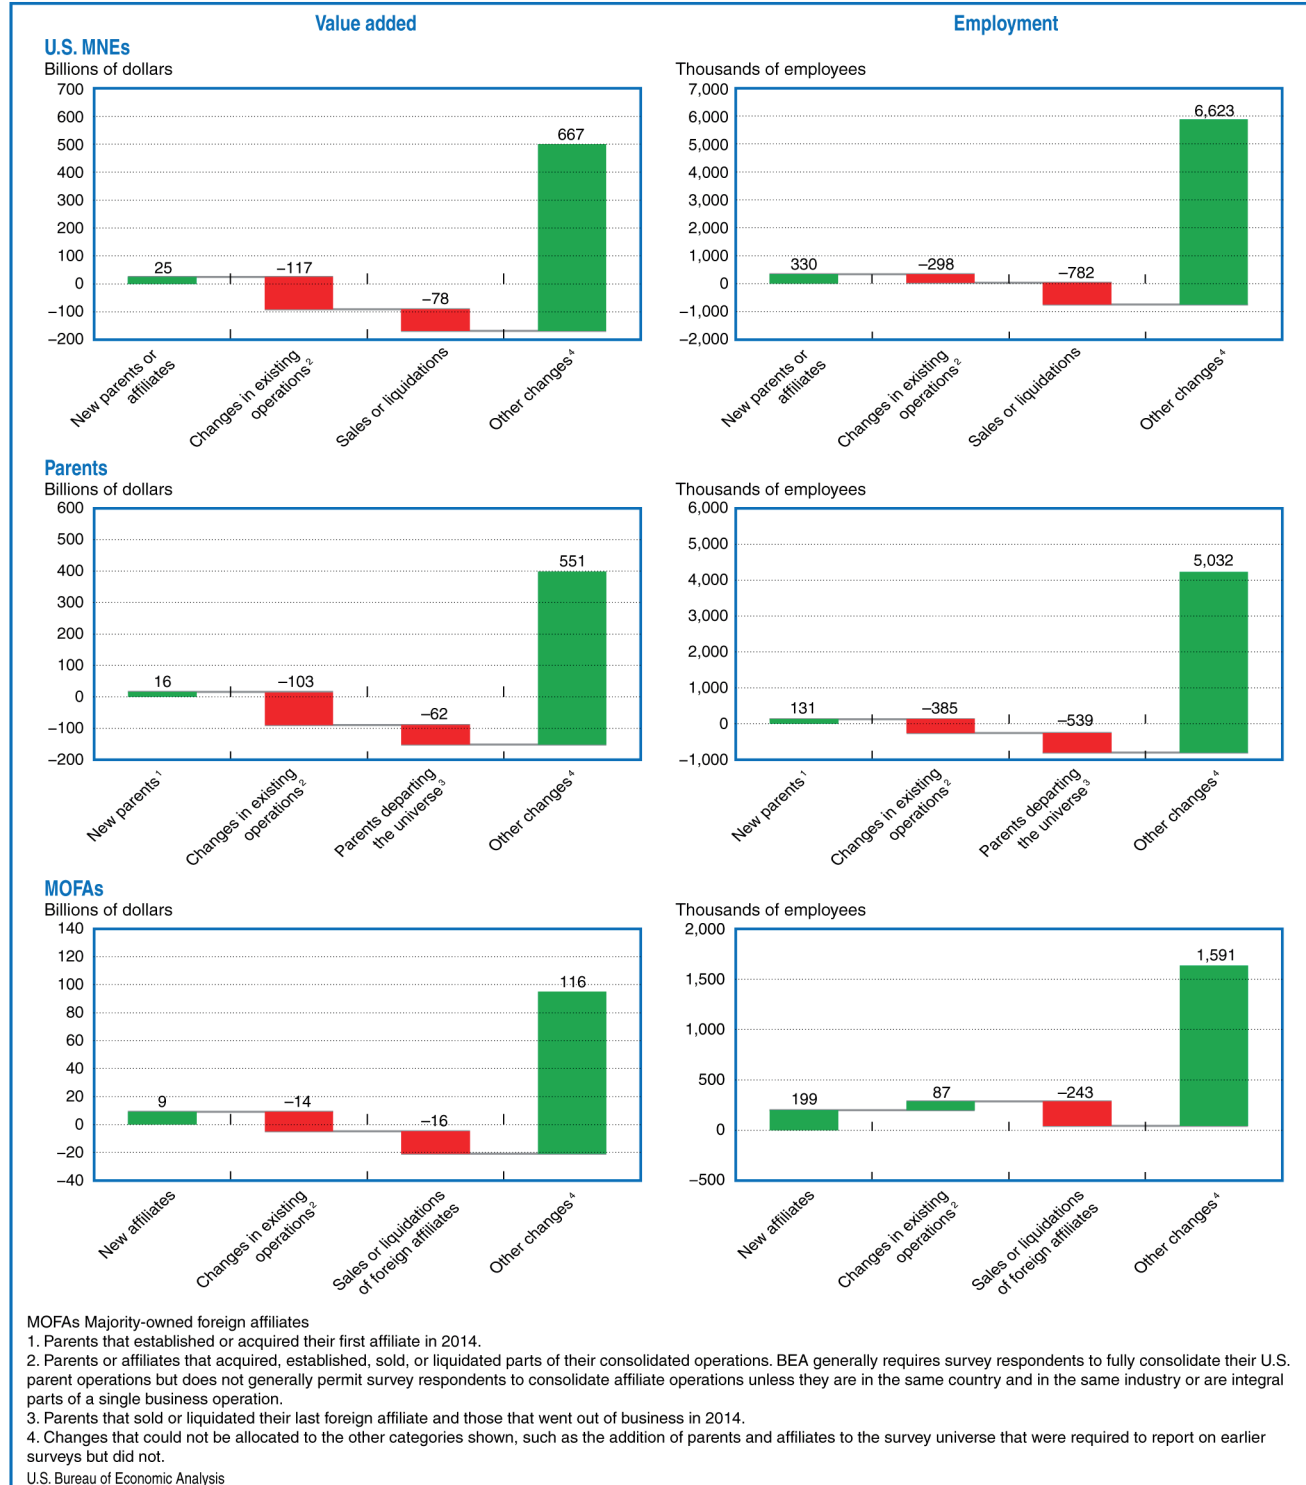 Value added
Employment
U.S. MNEs
Billions of dollars
700
600
500
400
300
200
100
0
−100
−200
25
−117
−78
667
New parents or
affiliates
Changes in existing
operations²
Sales or liquidations
Other changes⁴
Thousands of employees
7,000
6,000
5,000
4,000
3,000
2,000
1,000
0
−1,000
−2,000
330
−298
−782
6,623
New parents or
affiliates
Changes in existing
operations²
Sales or liquidations
Other changes⁴
Parents
Billions of dollars
600
500
400
300
200
100
0
−100
−200
16
−103
−62
551
New parents¹
Changes in existing
operations²
Parents departing
the universe³
Other changes⁴
Thousands of employees
6,000
5,000
4,000
3,000
2,000
1,000
0
−1,000
131
−385
−539
5,032
New parents¹
Changes in existing
operations²
Parents departing
the universe³
Other changes⁴
MOFAs
Billions of dollars
140
120
100
80
60
40
20
0
−20
−40
9
−14
−16
116
New affiliates
Changes in existing
operations²
Sales or liquidations
of foreign affiliates
Other changes⁴
Thousands of employees
2,000
1,500
1,000
500
0
−500
199
87
−243
1,591
New affiliates
Changes in existing
operations²
Sales or liquidations
of foreign affiliates
Other changes⁴
MOFAs Majority-owned foreign affiliates
1. Parents that established or acquired their first affiliate in 2014.
2. Parents or affiliates that acquired, established, sold, or liquidated parts of their consolidated operations. BEA generally requires survey respondents to fully consolidate their U.S.
parent operations but does not generally permit survey respondents to consolidate affiliate operations unless they are in the same country and in the same industry or are integral
parts of a single business operation.
3. Parents that sold or liquidated their last foreign affiliate and those that went out of business in 2014.
4. Changes that could not be allocated to the other categories shown, such as the addition of parents and affiliates to the survey universe that were required to report on earlier
surveys but did not.
U.S. Bureau of Economic Analysis